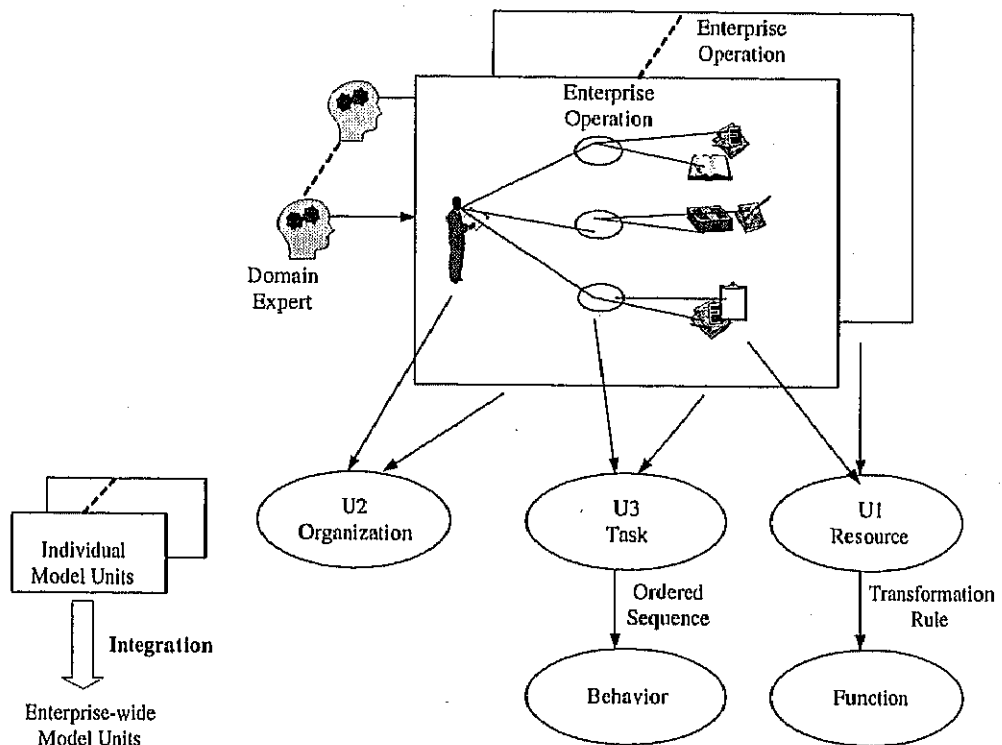 Enterprise
Operation
Enterprise
Operation
Domain
Expert
U2
Organization
U3
Task
U1
Resource
Individual
Model Units
Ordered
Sequence
Transformation
Rule
Integration
Behavior
Function
Enterprise-wide
Model Units